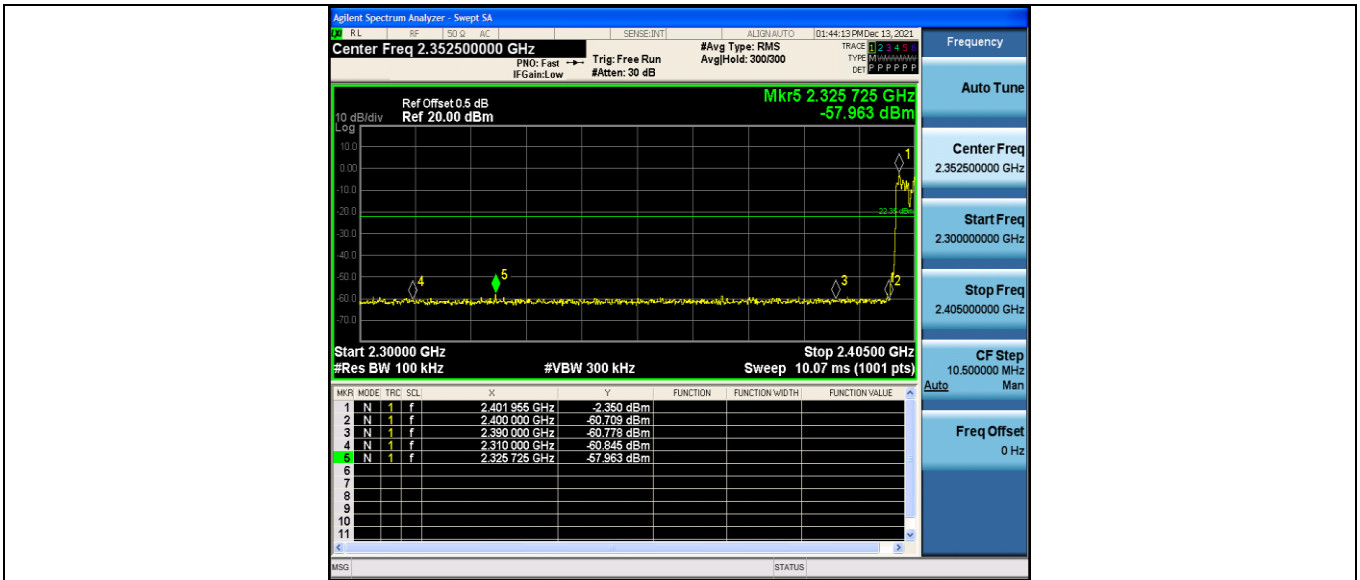 Agilent Spectrum Analyzer - Swept SA
LXI RL RF 50 Ω AC SENSE:INT ALIGNAUTO 01:44:13 PM Dec 13, 2021
Center Freq 2.352500000 GHz
#Avg Type: RMS
TRACE 1 2 3 4 5 6
PNO: Fast
Trig: Free Run
Avg|Hold: 300/300
TYPE M
IFGain:Low
#Atten: 30 dB
DET P P P P P P
Mkr5 2.325 725 GHz
-57.963 dBm
Ref Offset 0.5 dB
10 dB/div Ref 20.00 dBm
Log
10.0
0.00
-10.0
-20.0
-30.0
-40.0
-50.0
-60.0
-70.0
-22.35 dBm
1
2
3
4
5
Start 2.30000 GHz Stop 2.40500 GHz
#Res BW 100 kHz #VBW 300 kHz Sweep 10.07 ms (1001 pts)
MKR MODE TRC SCL X Y FUNCTION FUNCTION WIDTH FUNCTION VALUE
1 N 1 f 2.401 955 GHz -2.350 dBm
2 N 1 f 2.400 000 GHz -60.709 dBm
3 N 1 f 2.390 000 GHz -60.778 dBm
4 N 1 f 2.310 000 GHz -60.845 dBm
5 N 1 f 2.325 725 GHz -57.963 dBm
6
7
8
9
10
11
MSG STATUS
Frequency
Auto Tune
Center Freq
2.352500000 GHz
Start Freq
2.300000000 GHz
Stop Freq
2.405000000 GHz
CF Step
10.500000 MHz
Auto Man
Freq Offset
0 Hz